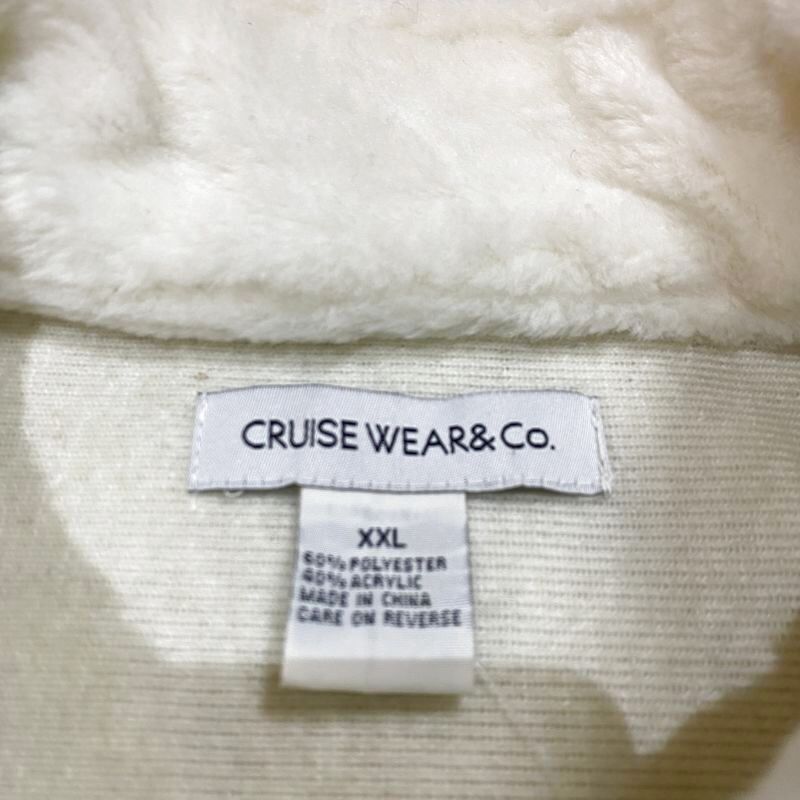 CRUISE WEAR&CO.
XXL
60% POLYESTER
40% ACRYLIC
MADE IN CHINA
CARE ON REVERSE